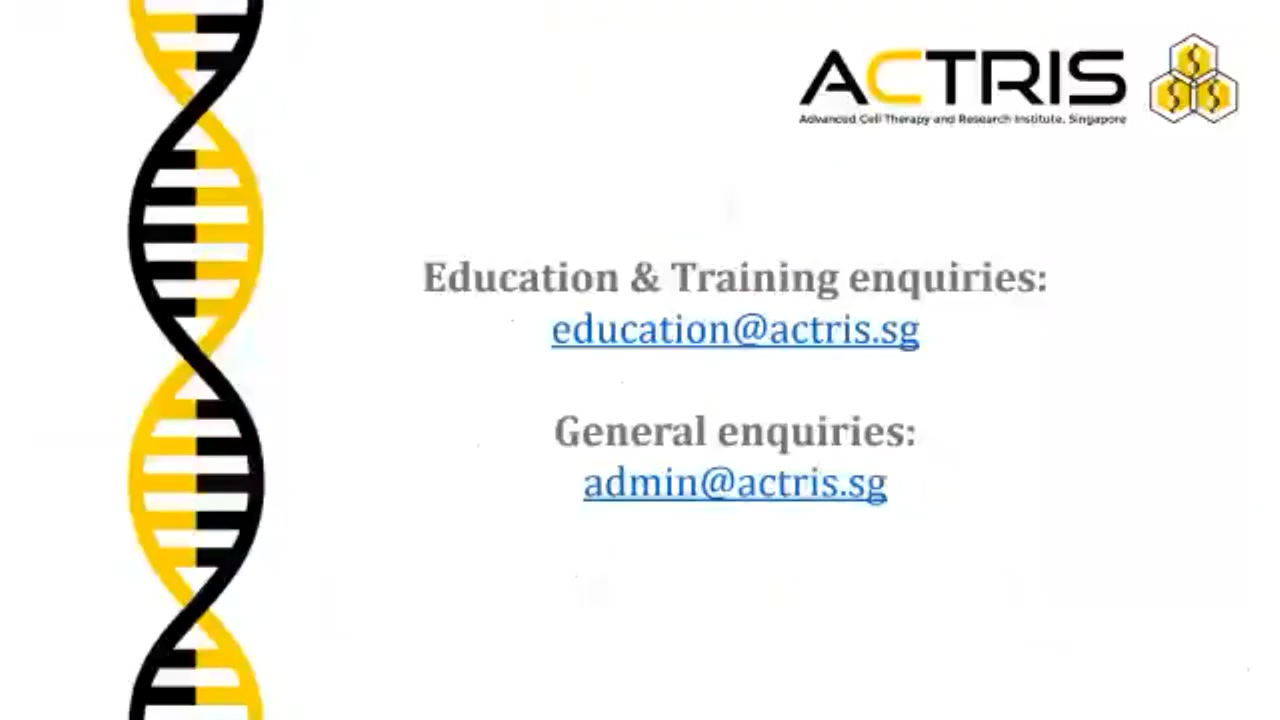 ACTRIS
Advanced Cell Therapy and Research Institute, Singapore
Education & Training enquiries:
education@actris.sg
General enquiries:
admin@actris.sg